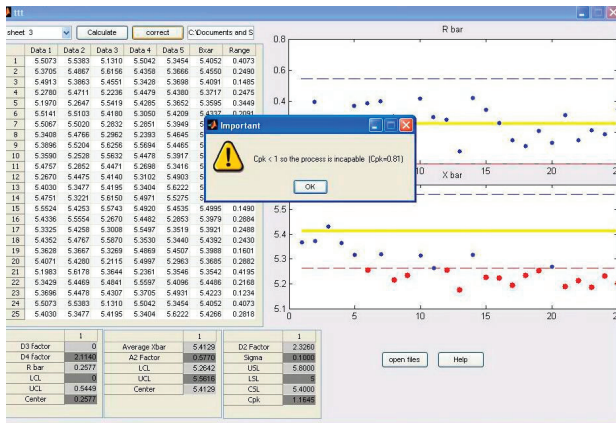 ttt
sheet 3 Calculate correct C:\Documents and S
R bar
Data 1 Data 2 Data 3 Data 4 Data 5 Bxar Range
1 5.5073 5.5383 5.1310 5.5042 5.3454 5.4052 0.4073
2 5.3705 5.4867 5.6156 5.4358 5.3666 5.4550 0.2490
3 5.4913 5.3863 5.4551 5.3428 5.3698 5.4091 0.1485
4 5.2780 5.4711 5.2236 5.4479 5.4380 5.3717 0.2475
5 5.1970 5.2647 5.5419 5.4285 5.3652 5.3595 0.3449
6 5.5141 5.5103 5.4180 5.3050 5.4209 5.4337 0.2091
7 5.5067 5.5020 5.2832 5.2851 5.3949
8 5.3408 5.4766 5.2962 5.2393 5.4645
9 5.3896 5.5204 5.6256 5.5694 5.4465
10 5.3590 5.2528 5.5632 5.4478 5.3917
11 5.4757 5.2852 5.4471 5.2698 5.3416
12 5.2670 5.4475 5.4140 5.3102 5.4903
13 5.4030 5.3477 5.4195 5.3404 5.6222
14 5.4751 5.3221 5.6150 5.4971 5.5275
15 5.5524 5.4253 5.5743 5.4920 5.4535 5.4995 0.1490
16 5.4336 5.5554 5.2670 5.4482 5.2853 5.3979 0.2884
17 5.3325 5.4258 5.3008 5.5497 5.3519 5.3921 0.2488
18 5.4352 5.4767 5.5870 5.3530 5.3440 5.4392 0.2430
19 5.3628 5.3667 5.3269 5.4869 5.4507 5.3988 0.1601
20 5.4071 5.4280 5.2115 5.4997 5.2963 5.3685 0.2882
21 5.1983 5.6178 5.3644 5.2361 5.3546 5.3542 0.4195
22 5.3429 5.4469 5.4841 5.5597 5.4096 5.4486 0.2168
23 5.3696 5.4478 5.4307 5.3705 5.4931 5.4223 0.1234
24 5.5073 5.5383 5.1310 5.5042 5.3454 5.4052 0.4073
25 5.4030 5.3477 5.4195 5.3404 5.6222 5.4266 0.2818
0.8
0.6
0.4
Important
Cpk < 1 so the process is incapable (Cpk=0.81)
OK
15 20
X bar
5.5
5.4
5.3
5.2
5.1
0 5 10 15 20
1
D3 factor 0
D4 factor 2.1140
R bar 0.2577
LCL 0
UCL 0.5449
Center 0.2577
1
Average Xbar 5.4129
A2 Factor 0.5770
LCL 5.2642
UCL 5.5616
Center 5.4129
1
D2 Factor 2.3260
Sigma 0.1000
USL 5.8000
LSL 5
CSL 5.4000
Cpk 1.1645
open files Help